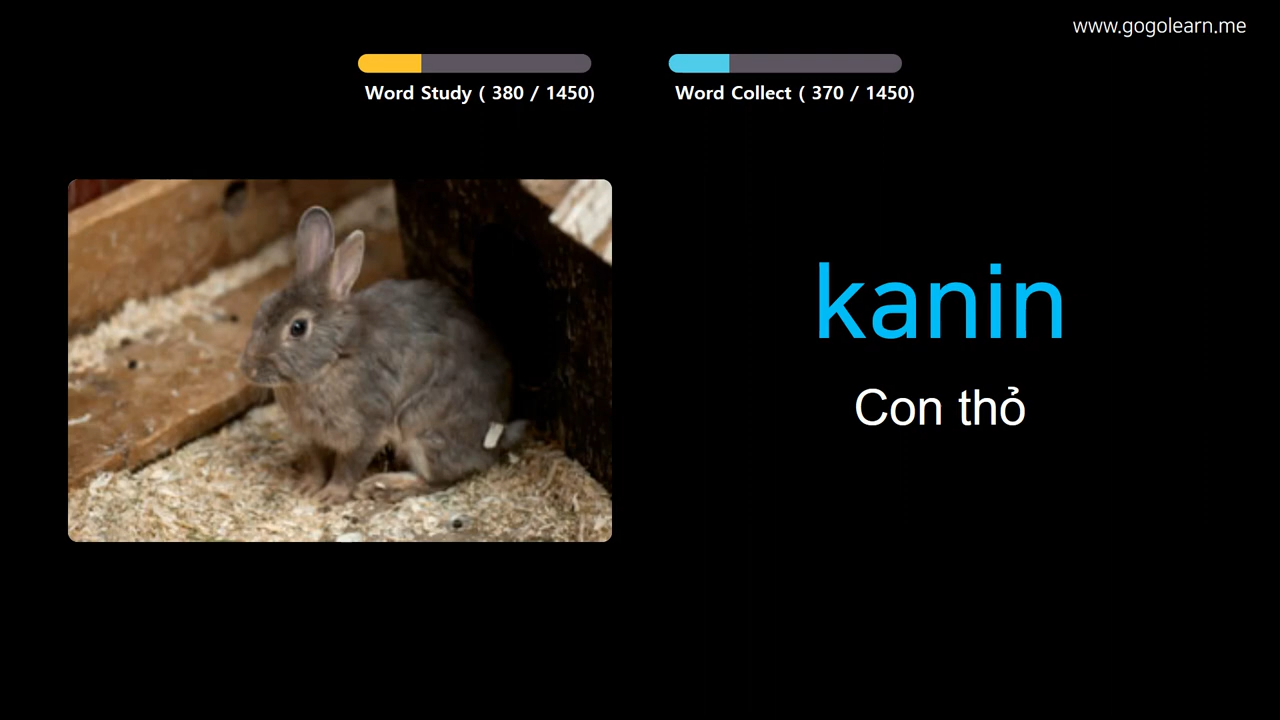 www.gogolearn.me
Word Study ( 380 / 1450)
Word Collect ( 370 / 1450)
kanin
Con thỏ